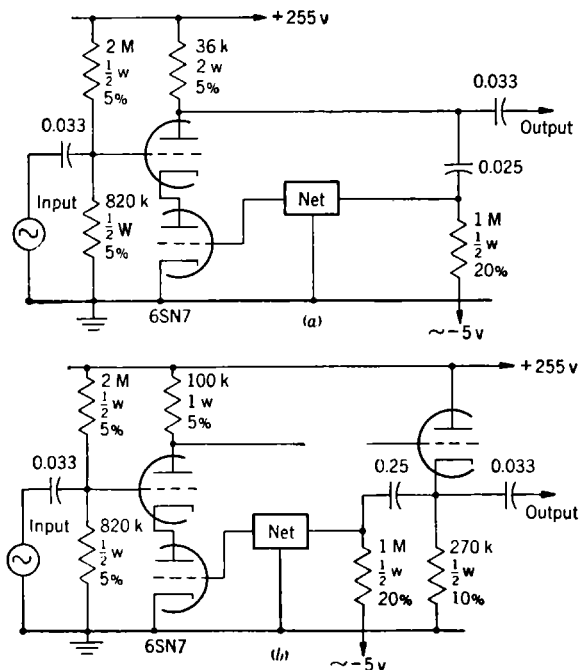 +255 v
2 M
1/2 w
5%
36 k
2 w
5%
0.033
0.033
Output
0.025
Input
820 k
1/2 W
5%
Net
1 M
1/2 w
20%
6SN7
(a)
~-5 v
+255 v
2 M
1/2 w
5%
100 k
1 w
5%
0.033
0.25
0.033
Output
Input
820 k
1/2 w
5%
Net
1 M
1/2 w
20%
270 k
1/2 w
10%
6SN7
(b)
~-5 v